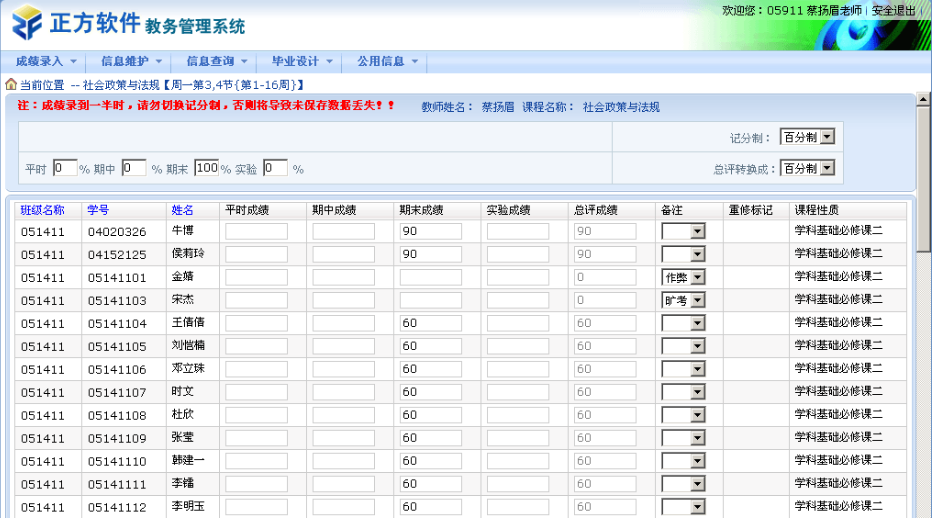 正方软件 教务管理系统
欢迎您：05911 蔡扬眉老师 | 安全退出
成绩录入 信息维护 信息查询 毕业设计 公用信息
当前位置 -- 社会政策与法规【周一第3,4节{第1-16周}】
注：成绩录到一半时，请勿切换记分制，否则将导致未保存数据丢失！！ 教师姓名： 蔡扬眉 课程名称： 社会政策与法规
记分制： 百分制
平时 0 % 期中 0 % 期末 100 % 实验 0 % 总评转换成： 百分制
班级名称 学号 姓名 平时成绩 期中成绩 期末成绩 实验成绩 总评成绩 备注 重修标记 课程性质
051411 04020326 牛博 90 90 学科基础必修课二
051411 04152125 侯莉玲 90 90 学科基础必修课二
051411 05141101 金婧 0 作弊 学科基础必修课二
051411 05141103 宋杰 0 旷考 学科基础必修课二
051411 05141104 王倩倩 60 60 学科基础必修课二
051411 05141105 刘恺楠 60 60 学科基础必修课二
051411 05141106 邓立珠 60 60 学科基础必修课二
051411 05141107 时文 60 60 学科基础必修课二
051411 05141108 杜欣 60 60 学科基础必修课二
051411 05141109 张莹 60 60 学科基础必修课二
051411 05141110 韩建一 60 60 学科基础必修课二
051411 05141111 李镭 60 60 学科基础必修课二
051411 05141112 李明玉 60 60 学科基础必修课二